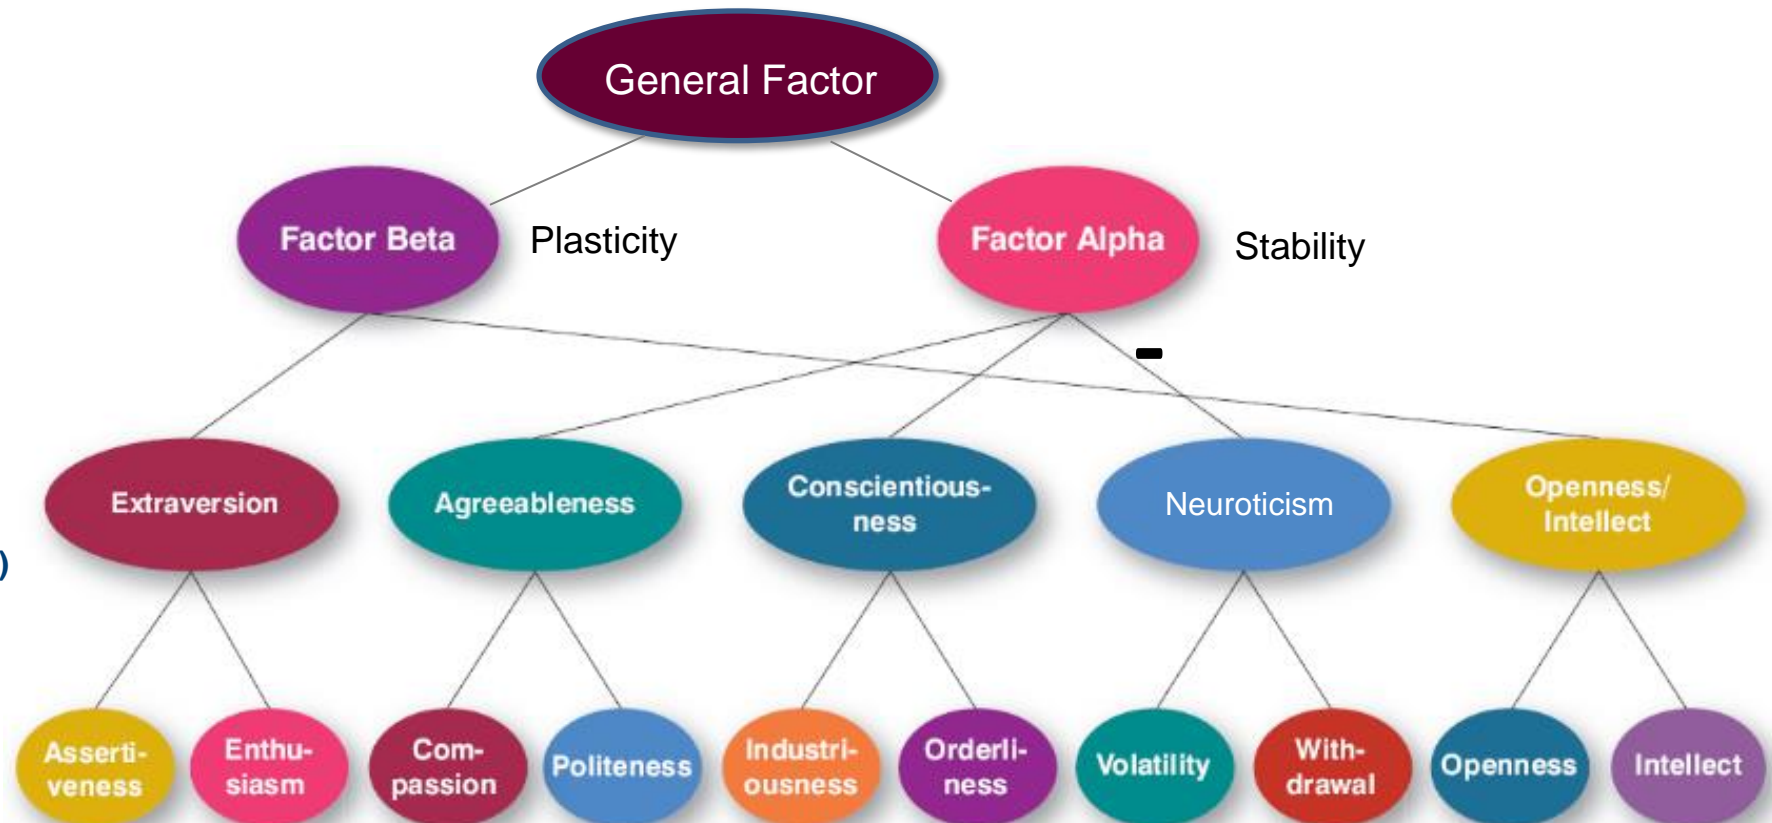 General Factor
Factor Beta
Plasticity
Factor Alpha
Stability
-
Extraversion
Agreeableness
Conscientious-
ness
Neuroticism
Openness/
Intellect
)
Asserti-
veness
Enthu-
siasm
Com-
passion
Politeness
Industri-
ousness
Orderli-
ness
Volatility
With-
drawal
Openness
Intellect